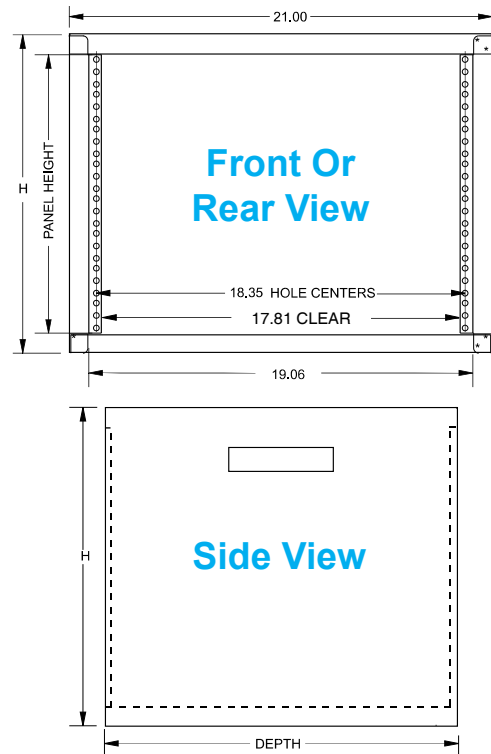 21.00
H
PANEL HEIGHT
Front Or
Rear View
18.35 HOLE CENTERS
17.81 CLEAR
19.06
H
Side View
DEPTH